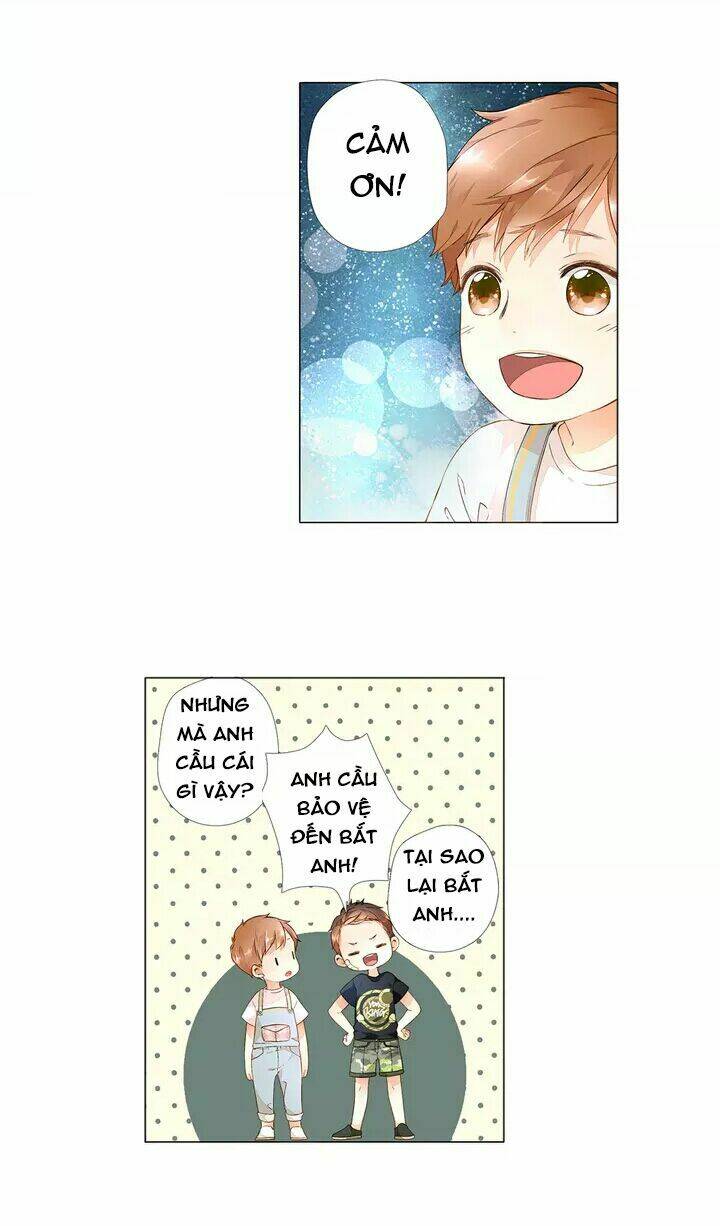 CẢM
ƠN!
NHƯNG
MÀ ANH
CẦU CÁI
GÌ VẬY?
ANH CẦU
BẢO VỆ
ĐẾN BẮT
ANH!
TẠI SAO
LẠI BẮT
ANH....